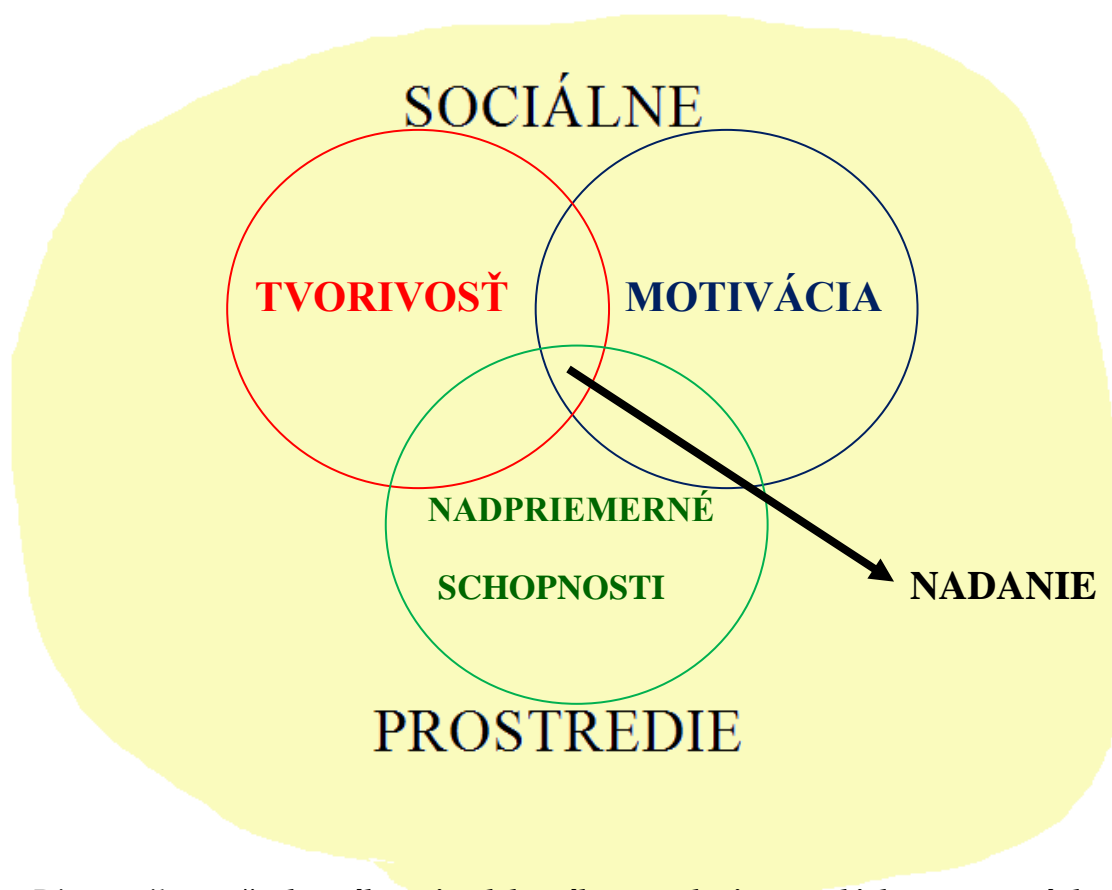 SOCIÁLNE
TVORIVOSŤ
MOTIVÁCIA
NADPRIEMERNÉ
SCHOPNOSTI
NADANIE
PROSTREDIE